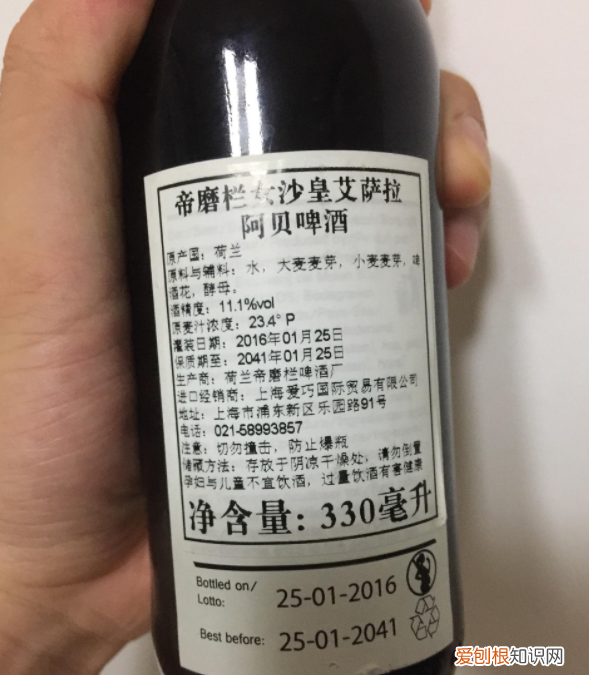 帝磨栏女沙皇艾萨拉
阿贝啤酒
原产国：荷兰
原料与辅料：水，大麦麦芽，小麦麦芽，啤
酒花，酵母。
酒精度：11.1%vol
原麦汁浓度：23.4° P
灌装日期：2016年01月25日
保质期至：2041年01月25日
生产商：荷兰帝磨栏啤酒厂
进口经销商：上海爱巧国际贸易有限公司
地址：上海市浦东新区乐园路91号
电话：021-58993857
注意：切勿撞击，防止爆瓶
储藏方法：存放于阴凉干燥处，请勿倒置
孕妇与儿童不宜饮酒，过量饮酒有害健康
净含量：330毫升
Bottled on/
Lotto: 25-01-2016
Best before: 25-01-2041
爱刨根知识网